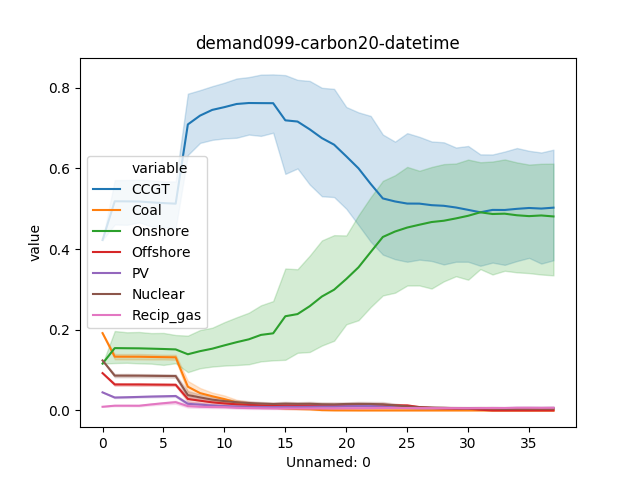 demand099-carbon20-datetime
value
0.8
0.6
0.4
0.2
0.0
variable
CCGT
Coal
Onshore
Offshore
PV
Nuclear
Recip_gas
0 5 10 15 20 25 30 35
Unnamed: 0